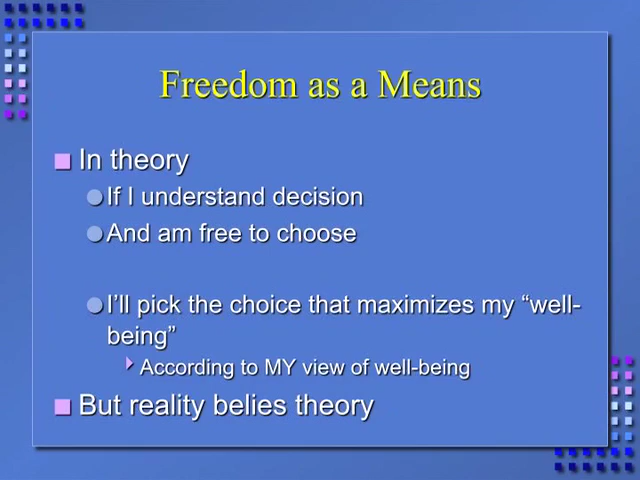 Freedom as a Means
In theory
If I understand decision
And am free to choose
I'll pick the choice that maximizes my “well-
being”
According to MY view of well-being
But reality belies theory